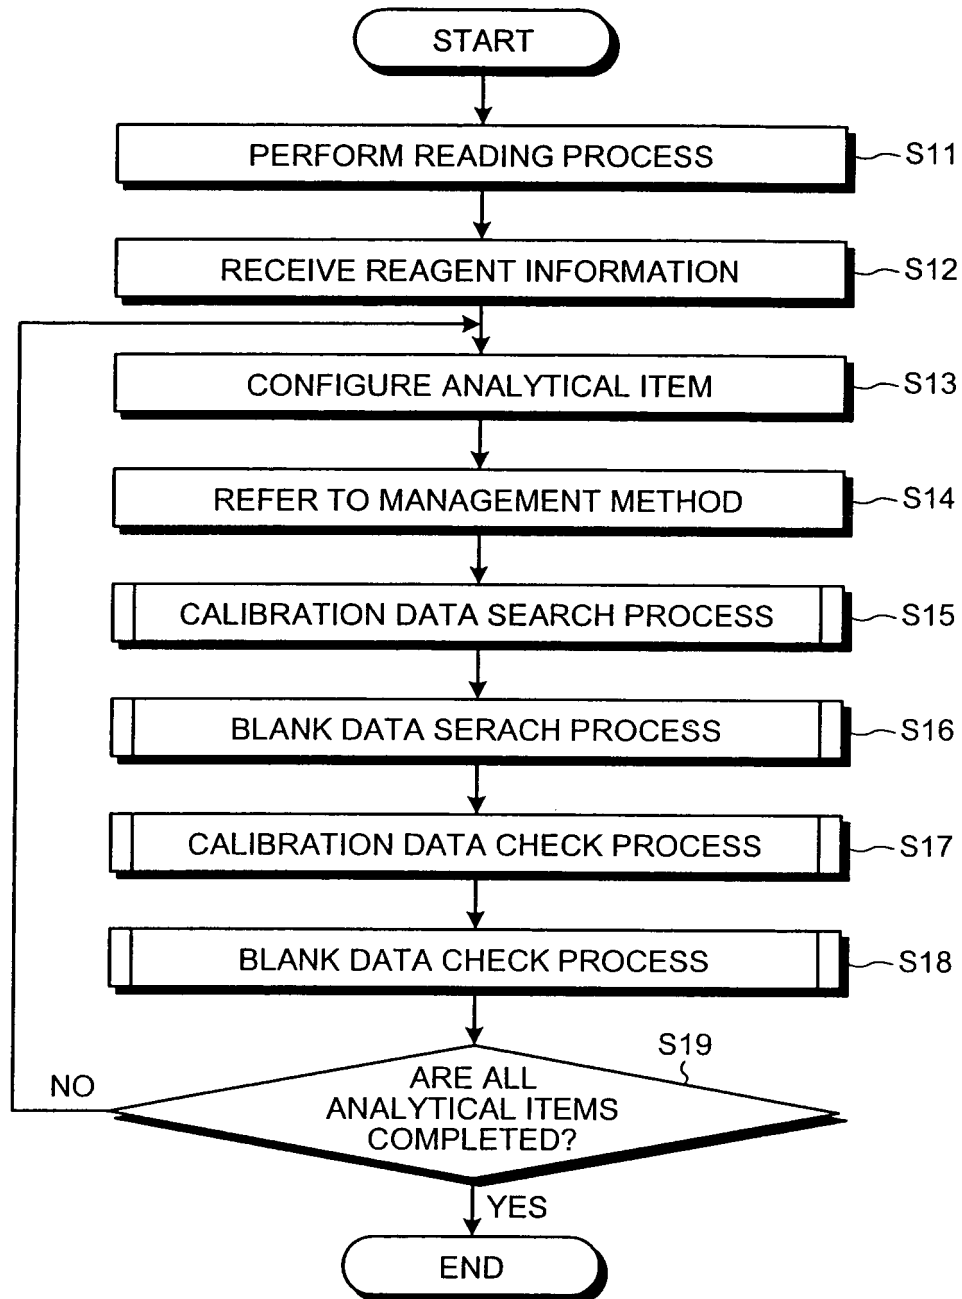 START
PERFORM READING PROCESS
S11
RECEIVE REAGENT INFORMATION
S12
CONFIGURE ANALYTICAL ITEM
S13
REFER TO MANAGEMENT METHOD
S14
CALIBRATION DATA SEARCH PROCESS
S15
BLANK DATA SERACH PROCESS
S16
CALIBRATION DATA CHECK PROCESS
S17
BLANK DATA CHECK PROCESS
S18
S19
NO
ARE ALL
ANALYTICAL ITEMS
COMPLETED?
YES
END